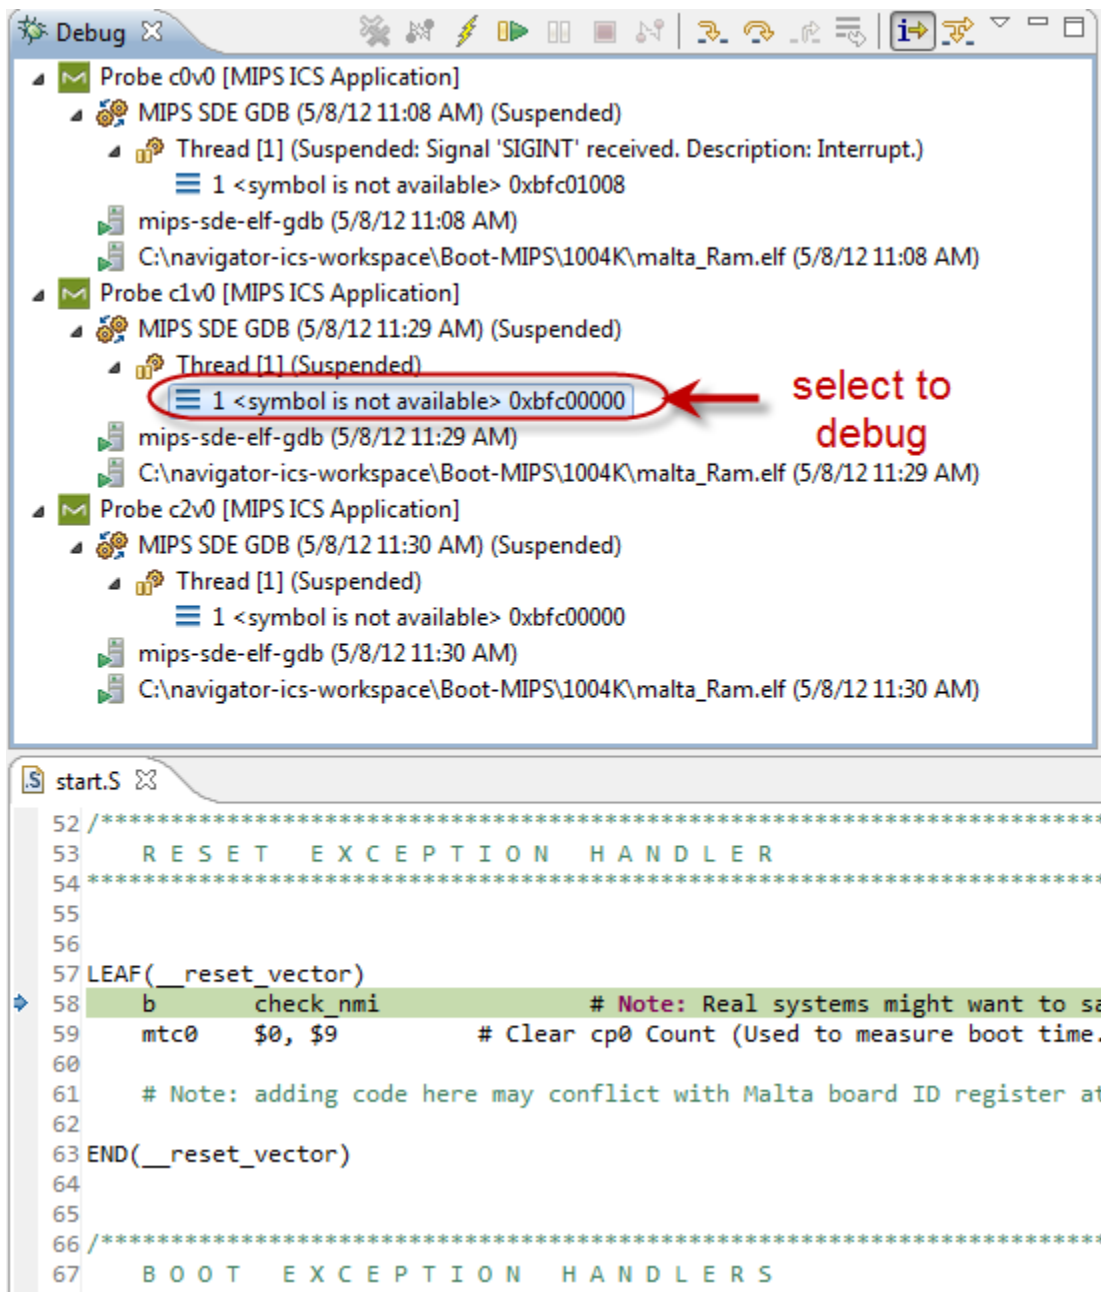 Debug
Probe c0v0 [MIPS ICS Application]
MIPS SDE GDB (5/8/12 11:08 AM) (Suspended)
Thread [1] (Suspended: Signal 'SIGINT' received. Description: Interrupt.)
1 <symbol is not available> 0xbfc01008
mips-sde-elf-gdb (5/8/12 11:08 AM)
C:\navigator-ics-workspace\Boot-MIPS\1004K\malta_Ram.elf (5/8/12 11:08 AM)
Probe c1v0 [MIPS ICS Application]
MIPS SDE GDB (5/8/12 11:29 AM) (Suspended)
Thread [1] (Suspended)
1 <symbol is not available> 0xbfc00000
select to
debug
mips-sde-elf-gdb (5/8/12 11:29 AM)
C:\navigator-ics-workspace\Boot-MIPS\1004K\malta_Ram.elf (5/8/12 11:29 AM)
Probe c2v0 [MIPS ICS Application]
MIPS SDE GDB (5/8/12 11:30 AM) (Suspended)
Thread [1] (Suspended)
1 <symbol is not available> 0xbfc00000
mips-sde-elf-gdb (5/8/12 11:30 AM)
C:\navigator-ics-workspace\Boot-MIPS\1004K\malta_Ram.elf (5/8/12 11:30 AM)
.S start.S
52 /*************************************************************************
53 R E S E T   E X C E P T I O N   H A N D L E R
54 **************************************************************************
55
56
57 LEAF(__reset_vector)
58 b check_nmi # Note: Real systems might want to sa
59 mtc0 $0, $9 # Clear cp0 Count (Used to measure boot time.
60
61 # Note: adding code here may conflict with Malta board ID register at
62
63 END(__reset_vector)
64
65
66 /*************************************************************************
67 B O O T   E X C E P T I O N   H A N D L E R S